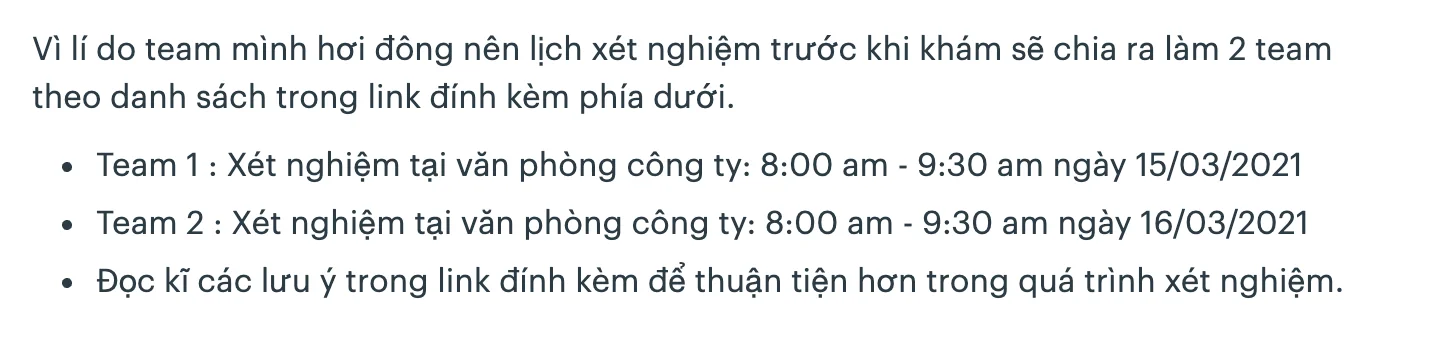 Vì lí do team mình hơi đông nên lịch xét nghiệm trước khi khám sẽ chia ra làm 2 team
theo danh sách trong link đính kèm phía dưới.
• Team 1 : Xét nghiệm tại văn phòng công ty: 8:00 am - 9:30 am ngày 15/03/2021
• Team 2 : Xét nghiệm tại văn phòng công ty: 8:00 am - 9:30 am ngày 16/03/2021
• Đọc kĩ các lưu ý trong link đính kèm để thuận tiện hơn trong quá trình xét nghiệm.